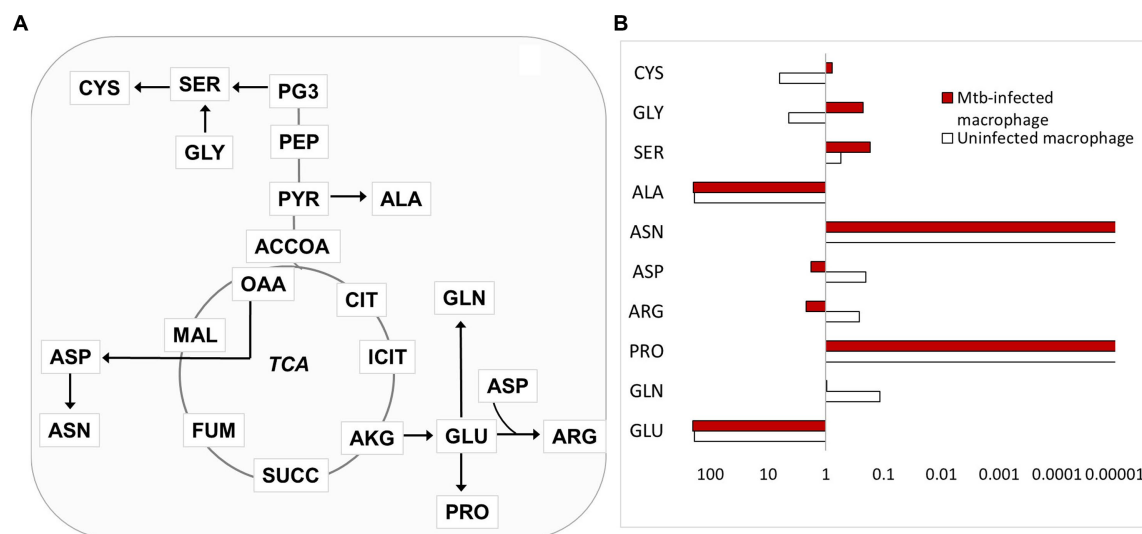 A
CYS
SER
PG3
GLY
PEP
PYR
ALA
ACCOA
OAA
CIT
GLN
MAL
ICIT
ASP
TCA
ASP
ASN
FUM
AKG
GLU
ARG
SUCC
PRO
B
CYS
GLY
SER
ALA
ASN
ASP
ARG
PRO
GLN
GLU
Mtb-infected
macrophage
Uninfected macrophage
100 10 1 0.1 0.01 0.001 0.0001 0.00001